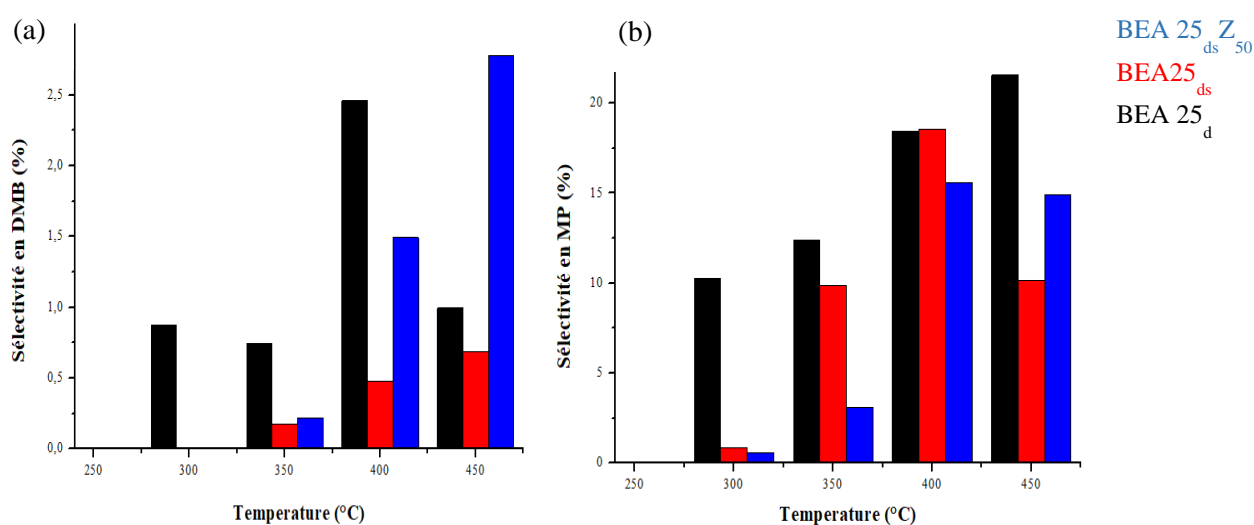 (a)
2,5
2,0
1,5
1,0
0,5
0,0
Sélectivité en DMB (%)
250 300 350 400 450
Temperature (°C)
(b)
20
15
10
5
0
Sélectivité en MP (%)
250 300 350 400 450
Temperature (°C)
BEA 25dsZ50
BEA25ds
BEA 25d